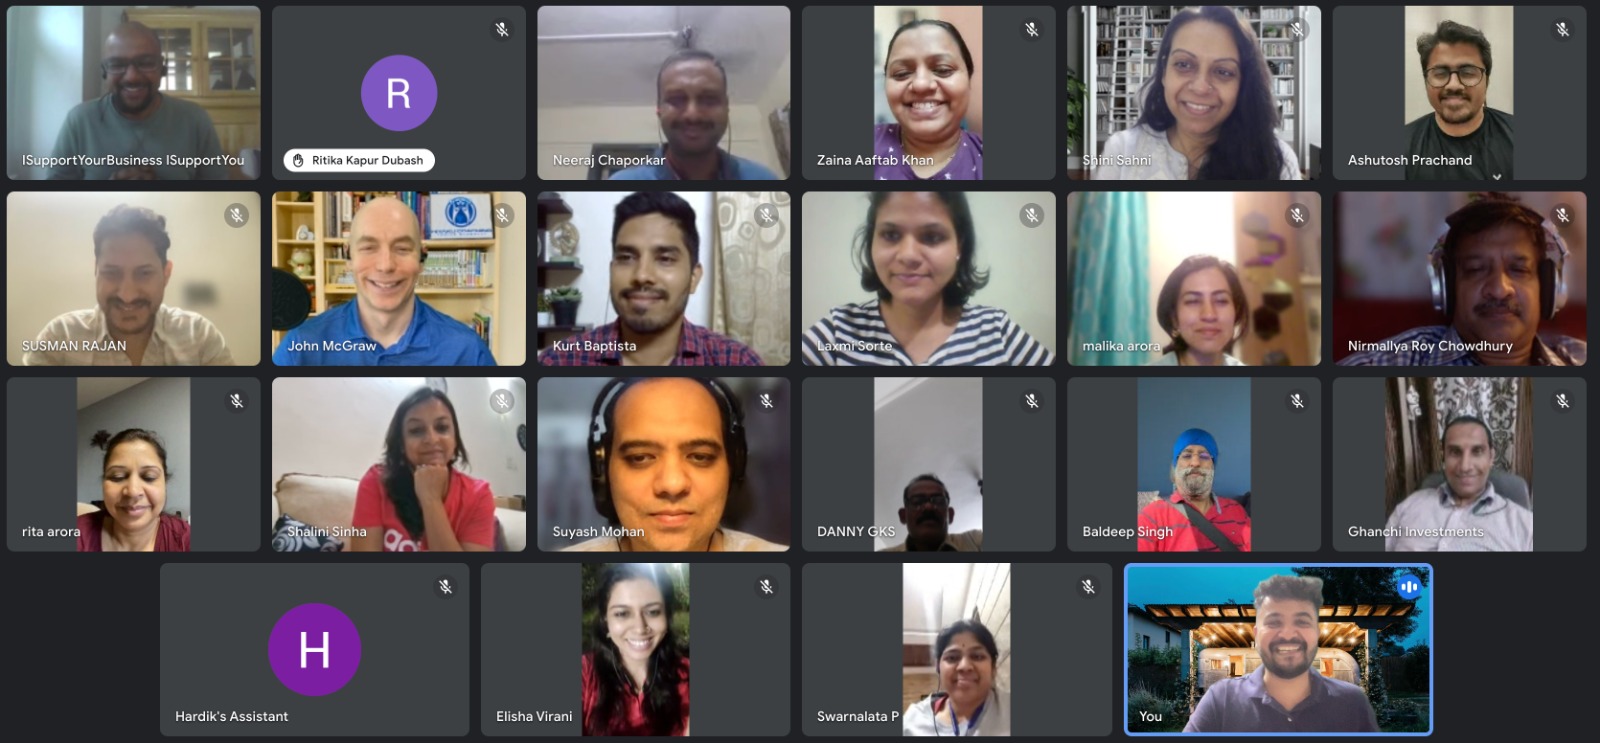 ISupportYourBusiness ISupportYou
R
Ritika Kapur Dubash
Neeraj Chaporkar
Zaina Aaftab Khan
Shini Sahni
Ashutosh Prachand
SUSMAN RAJAN
John McGraw
Kurt Baptista
Laxmi Sorte
malika arora
Nirmallya Roy Chowdhury
rita arora
Shalini Sinha
Suyash Mohan
DANNY GKS
Baldeep Singh
Ghanchi Investments
H
Hardik's Assistant
Elisha Virani
Swarnalata P
You